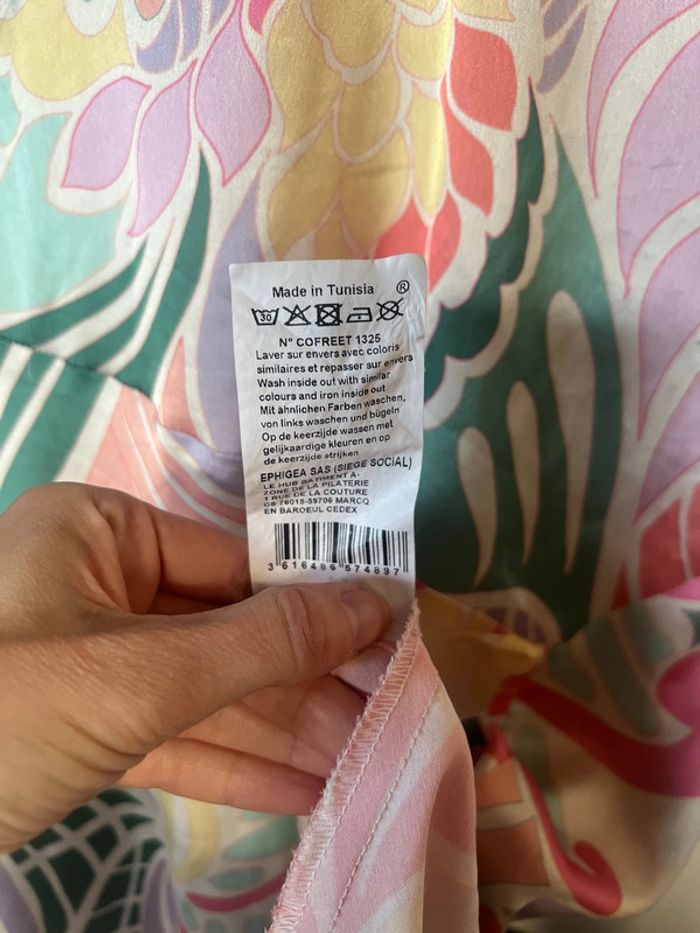 Made in Tunisia ®
30
N° COFREET 1325
Laver sur envers avec coloris
similaires et repasser sur envers
Wash inside out with similar
colours and iron inside out
Mit ähnlichen Farben waschen,
von links waschen und bügeln
Op de keerzijde wassen met
gelijkaardige kleuren en op
de keerzijde strijken
EPHIGEA SAS (SIEGE SOCIAL)
LE HUB BATIMENT A-
ZONE DE LA PILATERIE
1 RUE DE LA COUTURE
CS 76015-59706 MARCQ
EN BAROEUL CEDEX
3 616486 574897